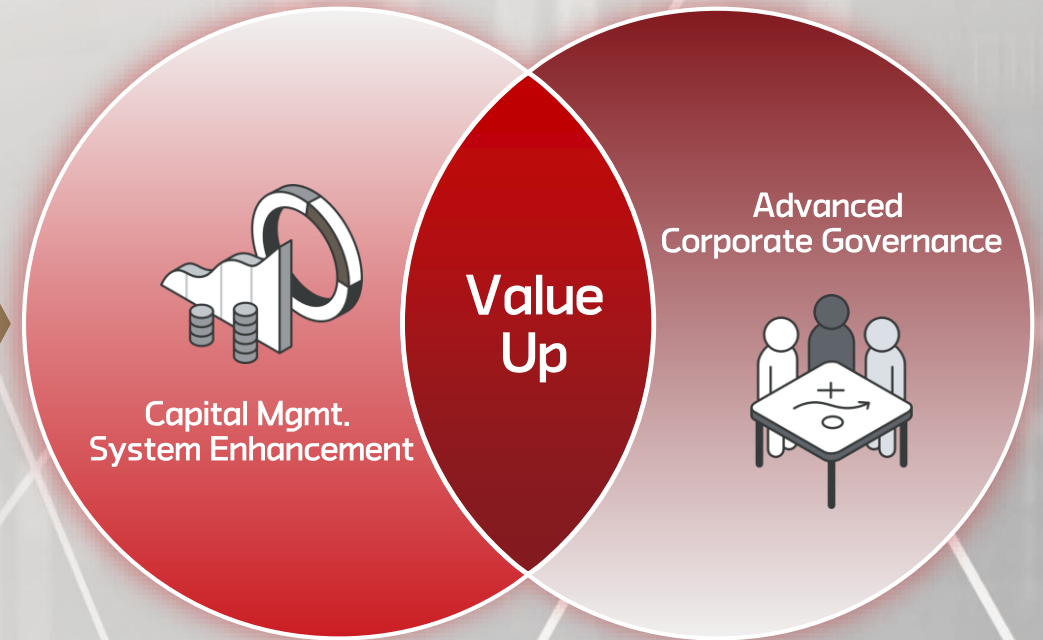 Capital Mgmt.
System Enhancement
Value
Up
Advanced
Corporate Governance